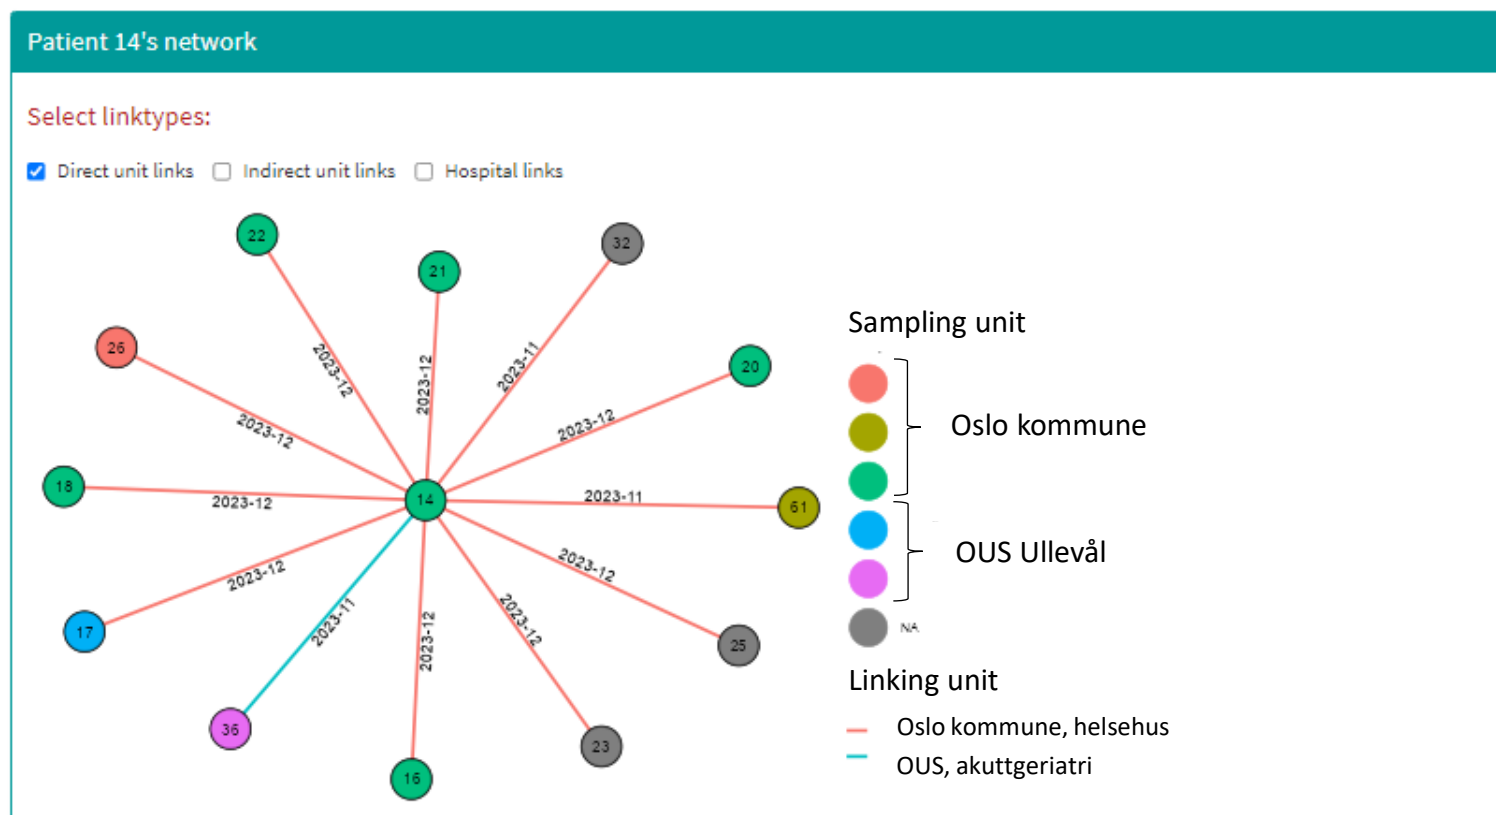 Patient 14's network
Select linktypes:
Direct unit links
Indirect unit links
Hospital links
22
21
32
26
20
2023-12
2023-12
2023-11
2023-12
2023-12
18
14
61
2023-12
2023-11
17
2023-12
2023-11
2023-12
2023-12
2023-12
25
36
16
23
Sampling unit
Oslo kommune
OUS Ullevål
NA
Linking unit
Oslo kommune, helsehus
OUS, akuttgeriatri